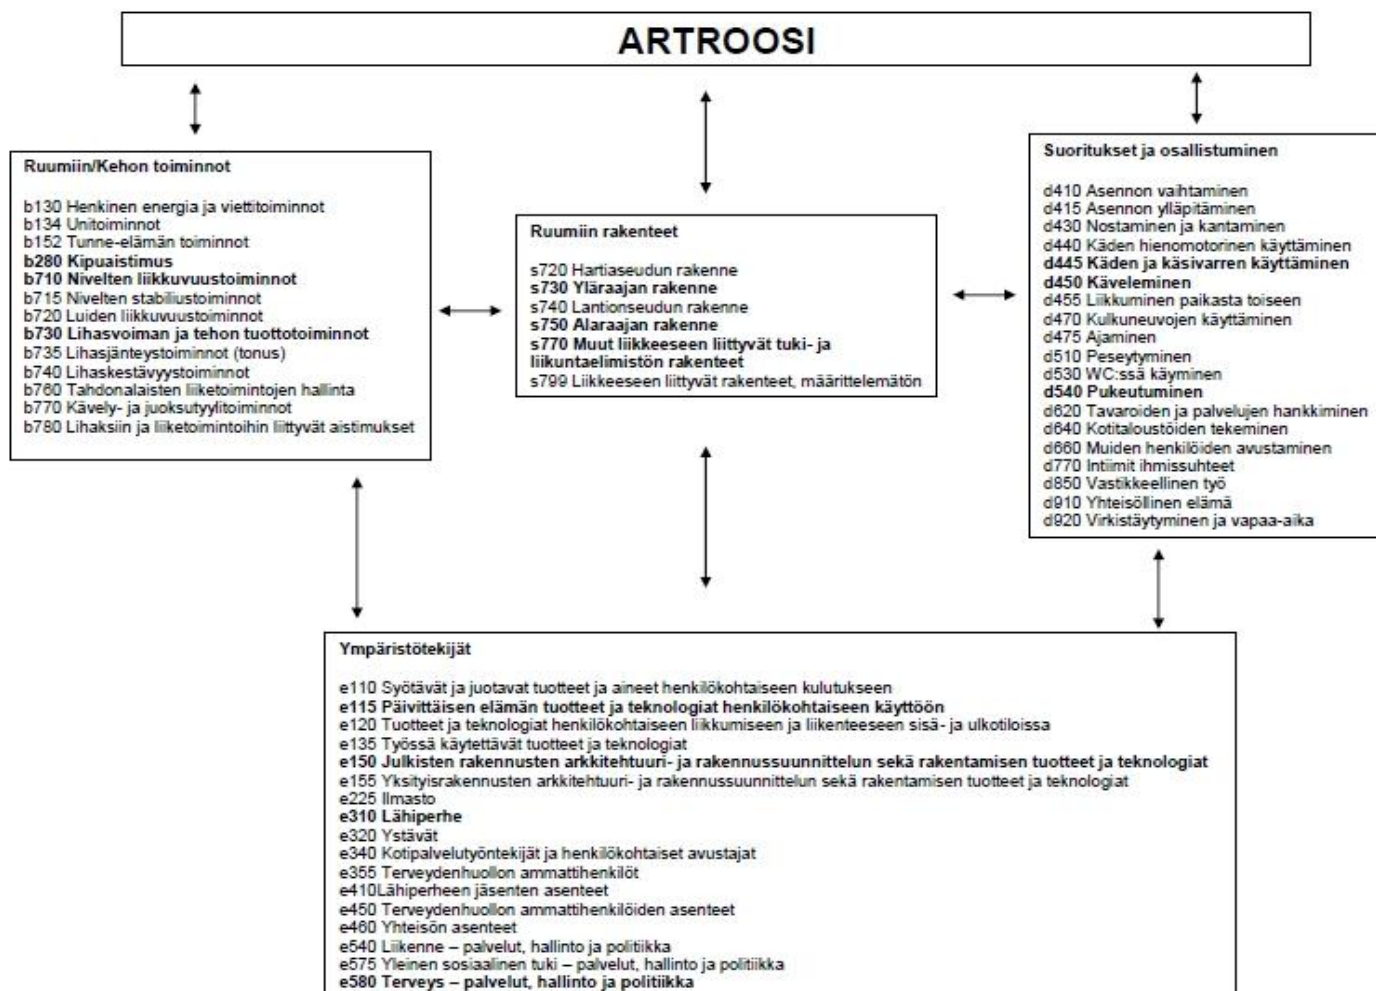 ARTROOSI
Ruumiin/Kehon toiminnot
b130 Henkinen energia ja viettitoiminnot
b134 Unitoiminnot
b152 Tunne-elämän toiminnot
b280 Kipuaistimus
b710 Nivelten liikkuvuustoiminnot
b715 Nivelten stabiliustoiminnot
b720 Luiden liikkuvuustoiminnot
b730 Lihasvoiman ja tehon tuottotoiminnot
b735 Lihasjänteystoiminnot (tonus)
b740 Lihaskestävyystoiminnot
b760 Tahdonalaisten liiketoimintojen hallinta
b770 Kävely- ja juoksutyylitoiminnot
b780 Lihaksiin ja liiketoimintoihin liittyvät aistimukset
Ruumiin rakenteet
s720 Hartiaseudun rakenne
s730 Yläraajan rakenne
s740 Lantionseudun rakenne
s750 Alaraajan rakenne
s770 Muut liikkeeseen liittyvät tuki- ja
liikuntaelimistön rakenteet
s799 Liikkeeseen liittyvät rakenteet, määrittelemätön
Suoritukset ja osallistuminen
d410 Asennon vaihtaminen
d415 Asennon ylläpitäminen
d430 Nostaminen ja kantaminen
d440 Käden hienomotorinen käyttäminen
d445 Käden ja käsivarren käyttäminen
d450 Käveleminen
d455 Liikkuminen paikasta toiseen
d470 Kulkuneuvojen käyttäminen
d475 Ajaminen
d510 Peseytyminen
d530 WC:ssä käyminen
d540 Pukeutuminen
d620 Tavaroiden ja palvelujen hankkiminen
d640 Kotitaloustöiden tekeminen
d660 Muiden henkilöiden avustaminen
d770 Intiimit ihmissuhteet
d850 Vastikkeellinen työ
d910 Yhteisöllinen elämä
d920 Virkistäytyminen ja vapaa-aika
Ympäristötekijät
e110 Syötävät ja juotavat tuotteet ja aineet henkilökohtaiseen kulutukseen
e115 Päivittäisen elämän tuotteet ja teknologiat henkilökohtaiseen käyttöön
e120 Tuotteet ja teknologiat henkilökohtaiseen liikkumiseen ja liikenteeseen sisä- ja ulkotiloissa
e135 Työssä käytettävät tuotteet ja teknologiat
e150 Julkisten rakennusten arkkitehtuuri- ja rakennussuunnittelun sekä rakentamisen tuotteet ja teknologiat
e155 Yksityisrakennusten arkkitehtuuri- ja rakennussuunnittelun sekä rakentamisen tuotteet ja teknologiat
e225 Ilmasto
e310 Lähiperhe
e320 Ystävät
e340 Kotipalvelutyöntekijät ja henkilökohtaiset avustajat
e355 Terveydenhuollon ammattihenkilöt
e410Lähiperheen jäsenten asenteet
e450 Terveydenhuollon ammattihenkilöiden asenteet
e460 Yhteisön asenteet
e540 Liikenne – palvelut, hallinto ja politiikka
e575 Yleinen sosiaalinen tuki – palvelut, hallinto ja politiikka
e580 Terveys – palvelut, hallinto ja politiikka